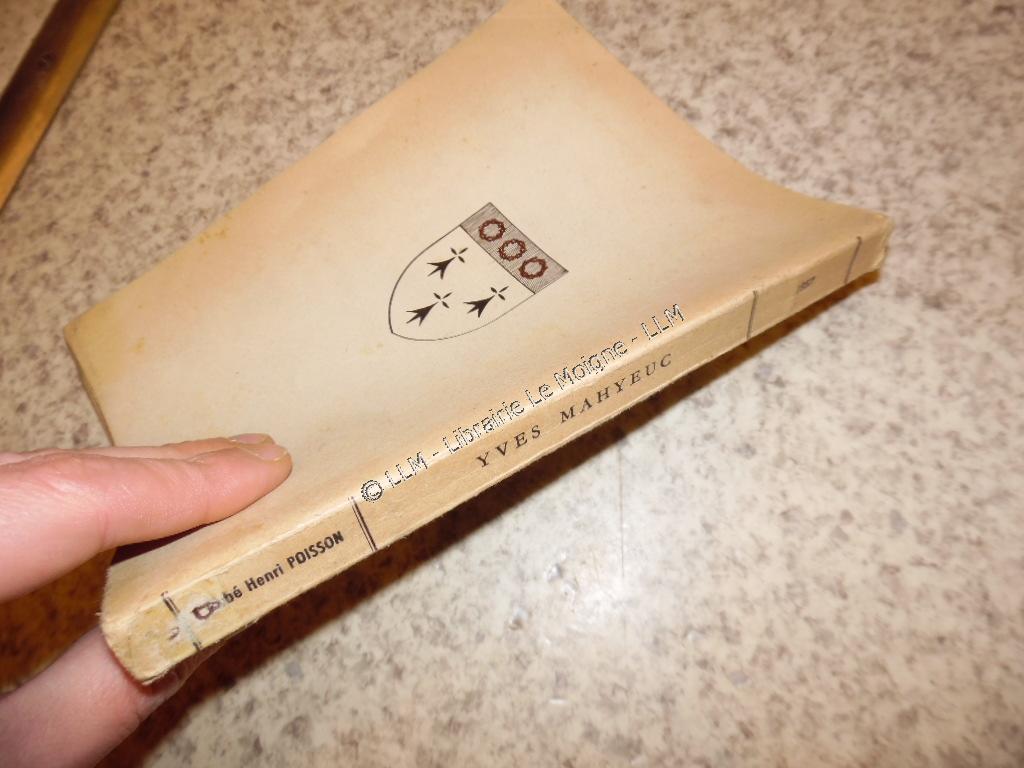 © LLM - Librairie Le Moigne - LLM
bé Henri POISSON
YVES MAHYEUC